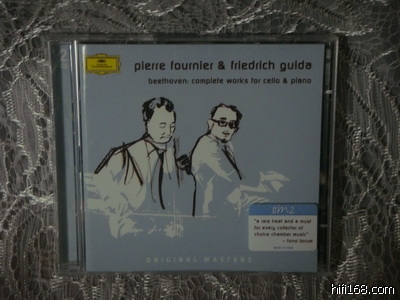 pierre fournier & friedrich gulda
beethoven: complete works for cello & piano
"a rare treat and a must
for every collector of
choice chamber music"
ORIGINAL MASTERS
hifi168.com